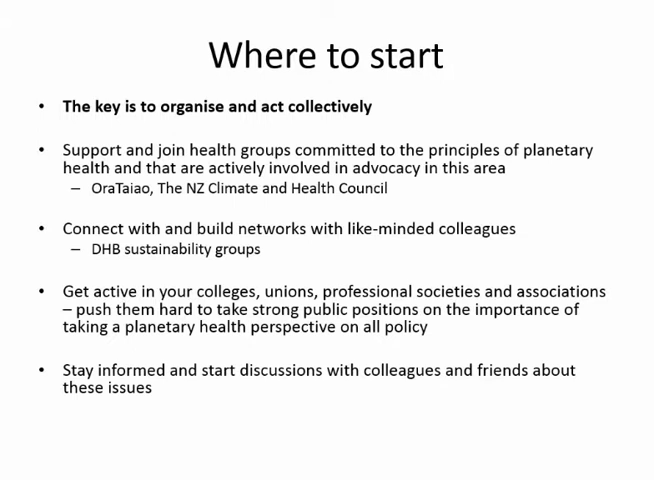 Where to start
• The key is to organise and act collectively
• Support and join health groups committed to the principles of planetary
health and that are actively involved in advocacy in this area
– OraTaiao, The NZ Climate and Health Council
• Connect with and build networks with like-minded colleagues
– DHB sustainability groups
• Get active in your colleges, unions, professional societies and associations
– push them hard to take strong public positions on the importance of
taking a planetary health perspective on all policy
• Stay informed and start discussions with colleagues and friends about
these issues